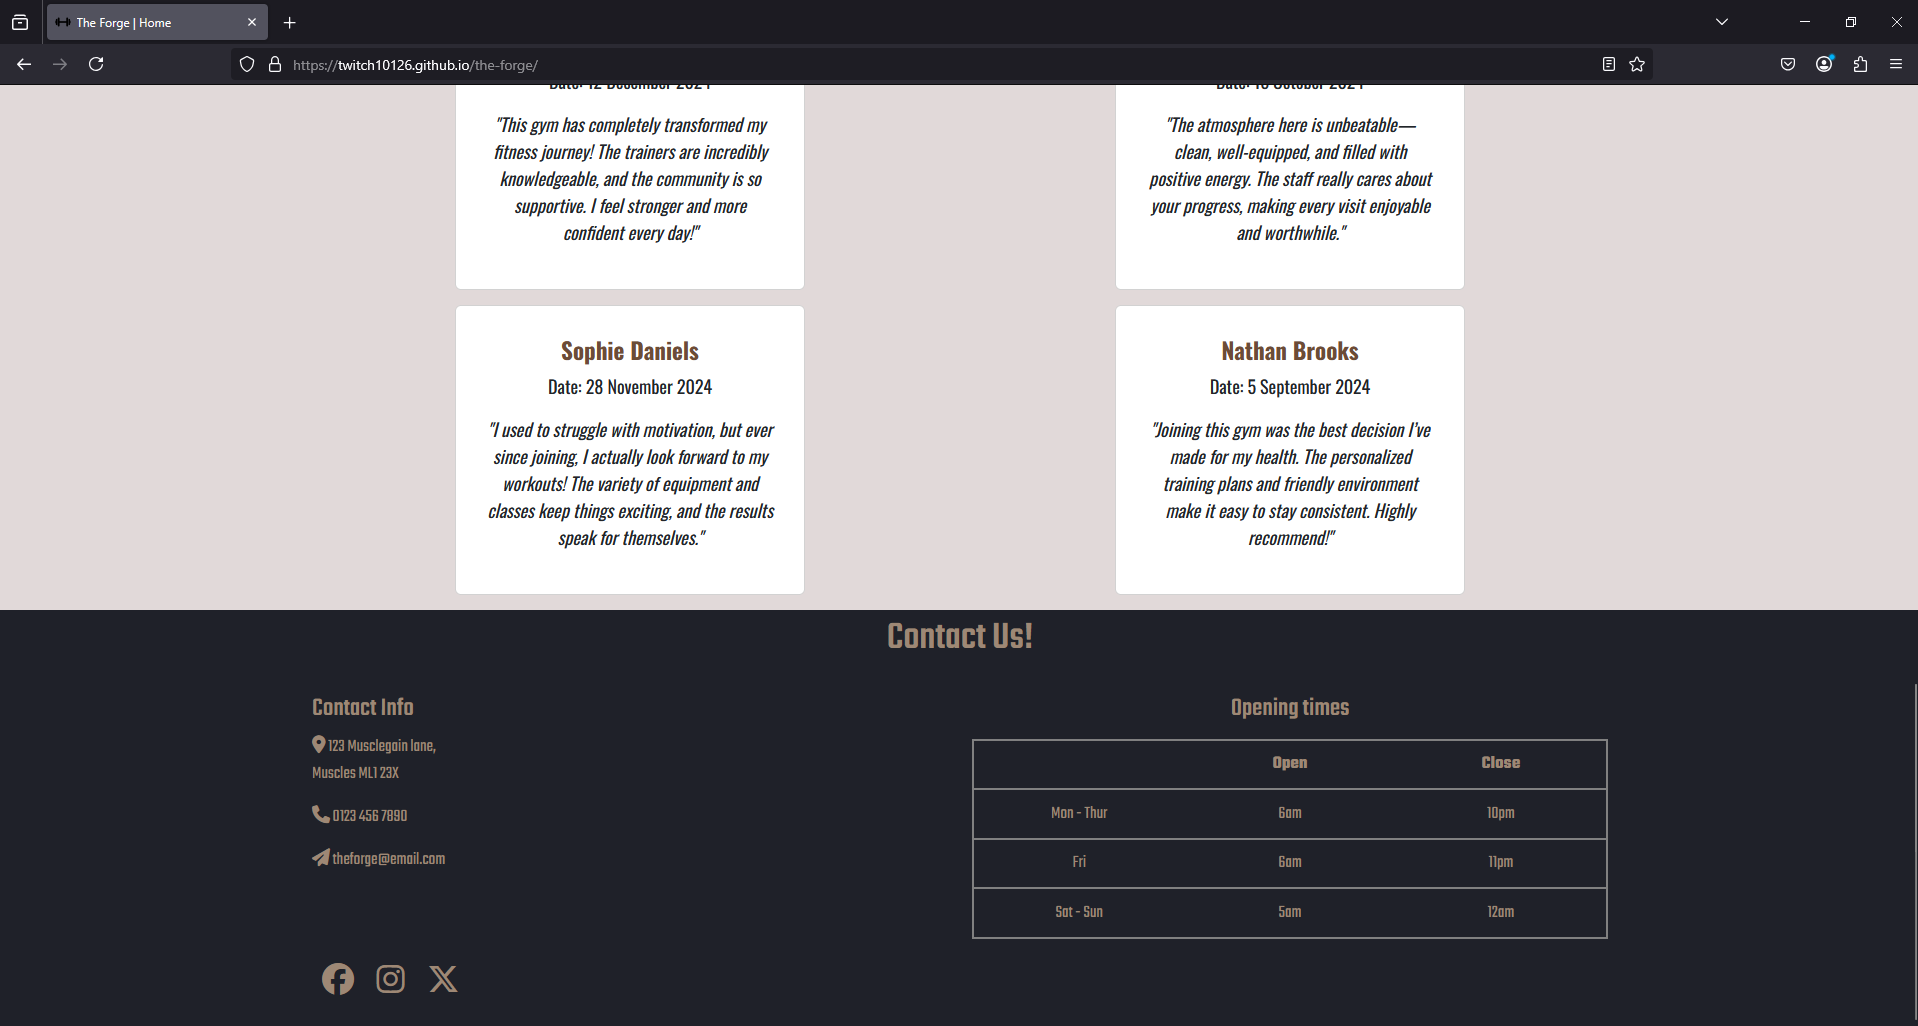 The Forge | Home
https://twitch10126.github.io/the-forge/
Date: 12 December 2024
"This gym has completely transformed my
fitness journey! The trainers are incredibly
knowledgeable, and the community is so
supportive. I feel stronger and more
confident every day!"
Date: 10 October 2024
"The atmosphere here is unbeatable—
clean, well-equipped, and filled with
positive energy. The staff really cares about
your progress, making every visit enjoyable
and worthwhile."
Sophie Daniels
Date: 28 November 2024
"I used to struggle with motivation, but ever
since joining, I actually look forward to my
workouts! The variety of equipment and
classes keep things exciting, and the results
speak for themselves."
Nathan Brooks
Date: 5 September 2024
"Joining this gym was the best decision I've
made for my health. The personalized
training plans and friendly environment
make it easy to stay consistent. Highly
recommend!"
Contact Us!
Contact Info
123 Musclegain lane,
Muscles ML1 23X
0123 456 7890
theforge@email.com
Opening times
Open Close
Mon - Thur 6am 10pm
Fri 6am 11pm
Sat - Sun 5am 12am